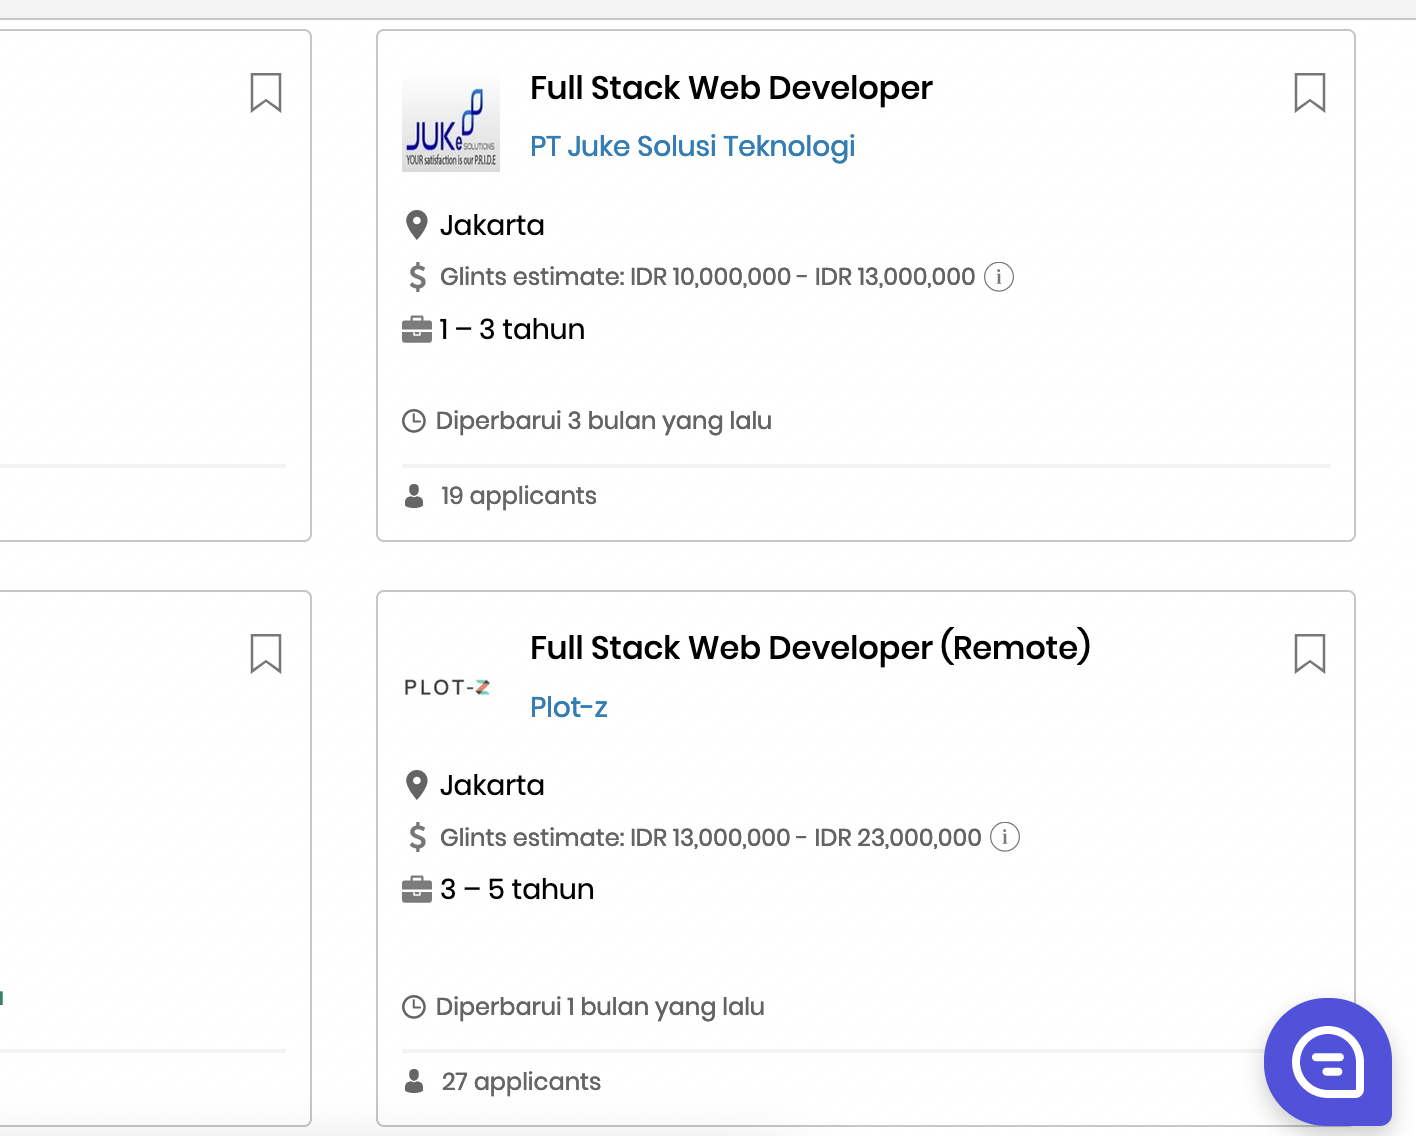 JUKe SOLUTIONS
YOUR satisfaction is our P.R.I.D.E
Full Stack Web Developer
PT Juke Solusi Teknologi
Jakarta
Glints estimate: IDR 10,000,000 - IDR 13,000,000
1 – 3 tahun
Diperbarui 3 bulan yang lalu
19 applicants
PLOT-Z
Full Stack Web Developer (Remote)
Plot-z
Jakarta
Glints estimate: IDR 13,000,000 - IDR 23,000,000
3 – 5 tahun
Diperbarui 1 bulan yang lalu
27 applicants